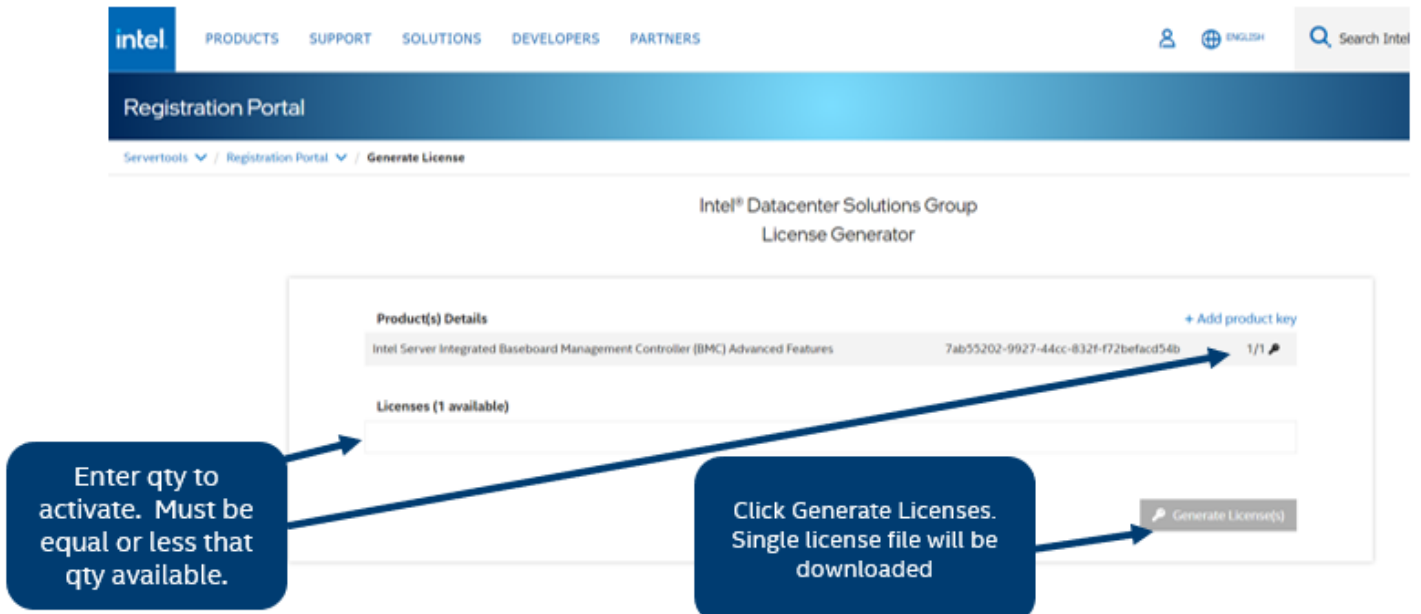 intel
PRODUCTS SUPPORT SOLUTIONS DEVELOPERS PARTNERS ENGLISH Search Intel
Registration Portal
Servertools / Registration Portal / Generate License
Intel® Datacenter Solutions Group
License Generator
Product(s) Details + Add product key
Intel Server Integrated Baseboard Management Controller (BMC) Advanced Features 7ab55202-9927-44cc-832f-f72befacd54b 1/1
Licenses (1 available)
Enter qty to
activate. Must be
equal or less that
qty available.
Click Generate Licenses.
Single license file will be
downloaded
Generate License(s)